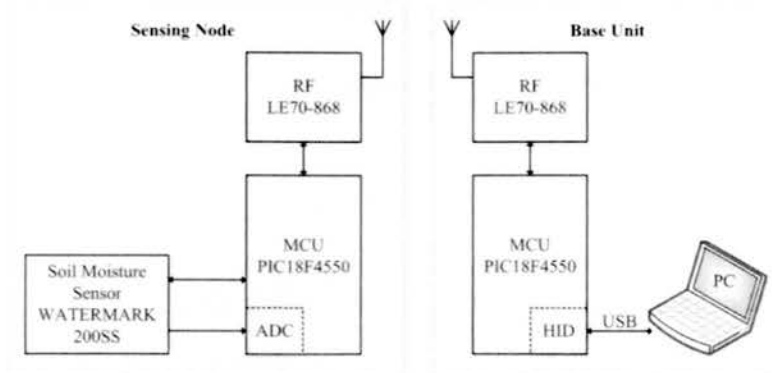 Sensing Node
RF
LE70-868
MCU
PIC18F4550
Soil Moisture
Sensor
WATERMARK
200SS
ADC
Base Unit
RF
LE70-868
MCU
PIC18F4550
HID
USB
PC